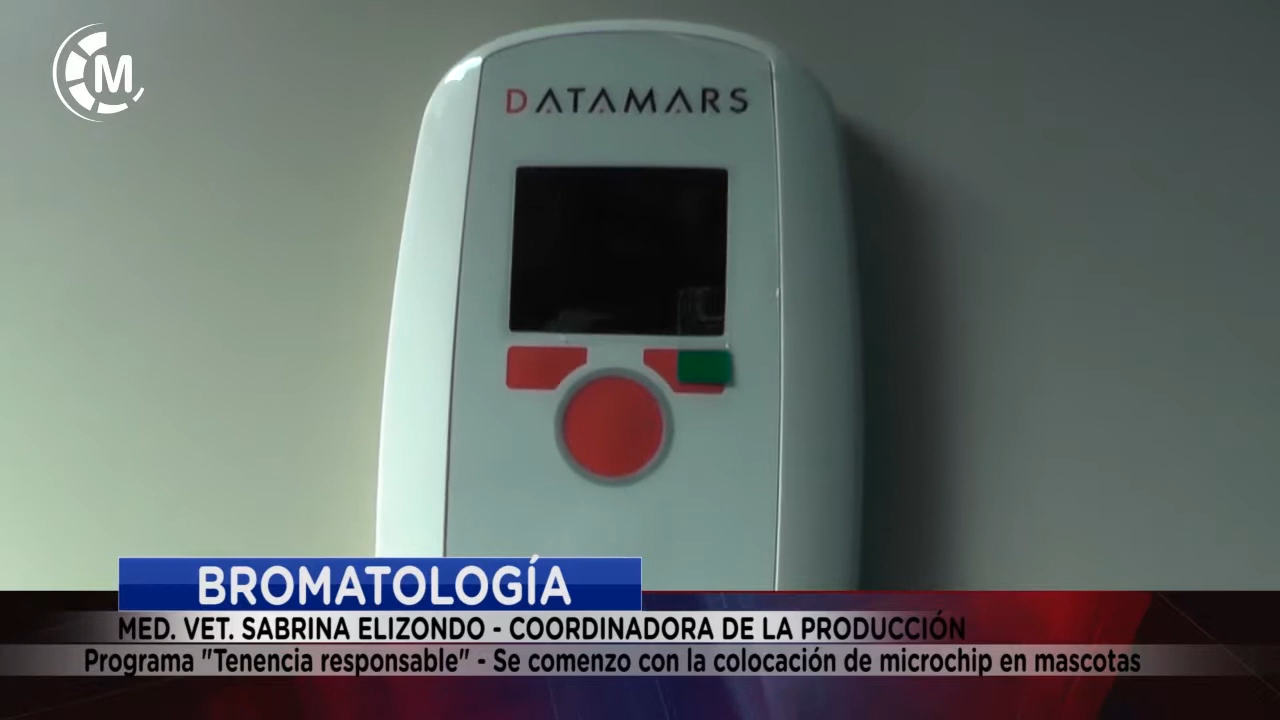 M
DATAMARS
BROMATOLOGÍA
MED. VET. SABRINA ELIZONDO - COORDINADORA DE LA PRODUCCIÓN
Programa "Tenencia responsable" - Se comenzo con la colocación de microchip en mascotas